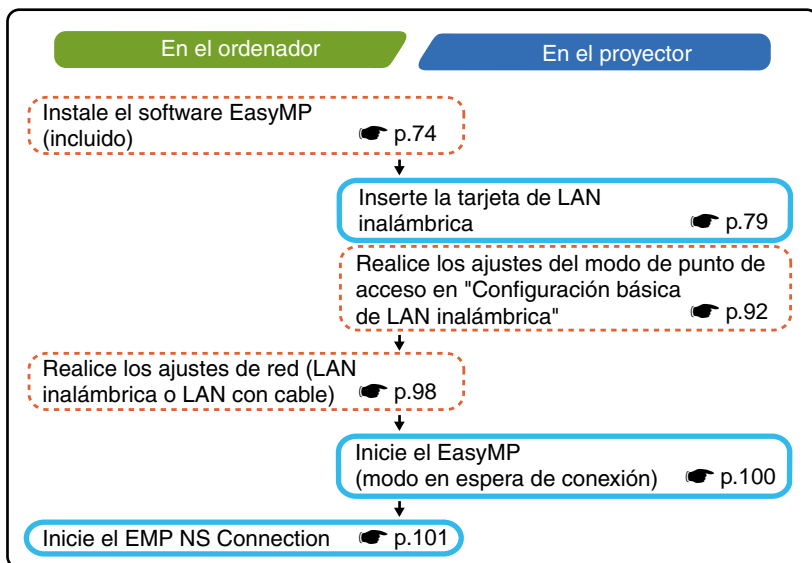 En el ordenador
En el proyector
Instale el software EasyMP
(incluido) ☛ p.74
Inserte la tarjeta de LAN
inalámbrica ☛ p.79
Realice los ajustes del modo de punto de
acceso en "Configuración básica
de LAN inalámbrica" ☛ p.92
Realice los ajustes de red (LAN
inalámbrica o LAN con cable) ☛ p.98
Inicie el EasyMP
(modo en espera de conexión) ☛ p.100
Inicie el EMP NS Connection ☛ p.101